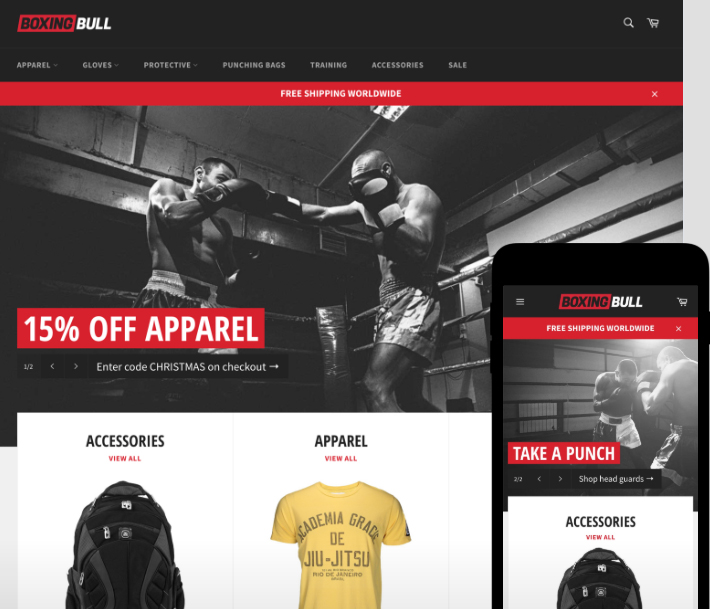 BOXING BULL
APPAREL GLOVES PROTECTIVE PUNCHING BAGS TRAINING ACCESSORIES SALE
FREE SHIPPING WORLDWIDE
15% OFF APPAREL
1/2 Enter code CHRISTMAS on checkout →
ACCESSORIES
VIEW ALL
APPAREL
VIEW ALL
ACADEMIA GRACIE
DE
JIU-JITSU
RIO DE JANEIRO
BOXING BULL
FREE SHIPPING WORLDWIDE
TAKE A PUNCH
2/2 Shop head guards →
ACCESSORIES
VIEW ALL